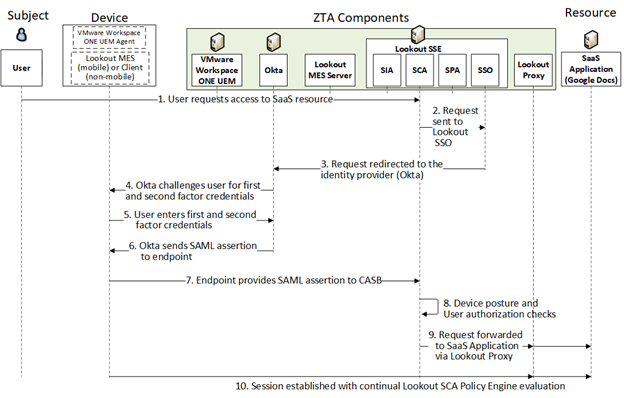 Subject
Device
ZTA Components
Resource
VMware Workspace
ONE UEM Agent
Lookout MES
(mobile) or Client
(non-mobile)
User
VMware
Workspace
ONE UEM
Okta
Lookout
MES Server
Lookout SSE
SIA
SCA
SPA
SSO
Lookout
Proxy
SaaS
Application
(Google Docs)
1. User requests access to SaaS resource
2. Request
sent to
Lookout
SSO
3. Request redirected to the
identity provider (Okta)
4. Okta challenges user for first
and second factor credentials
5. User enters first and second
factor credentials
6. Okta sends SAML assertion
to endpoint
7. Endpoint provides SAML assertion to CASB
8. Device posture and
User authorization checks
9. Request forwarded
to SaaS Application
via Lookout Proxy
10. Session established with continual Lookout SCA Policy Engine evaluation